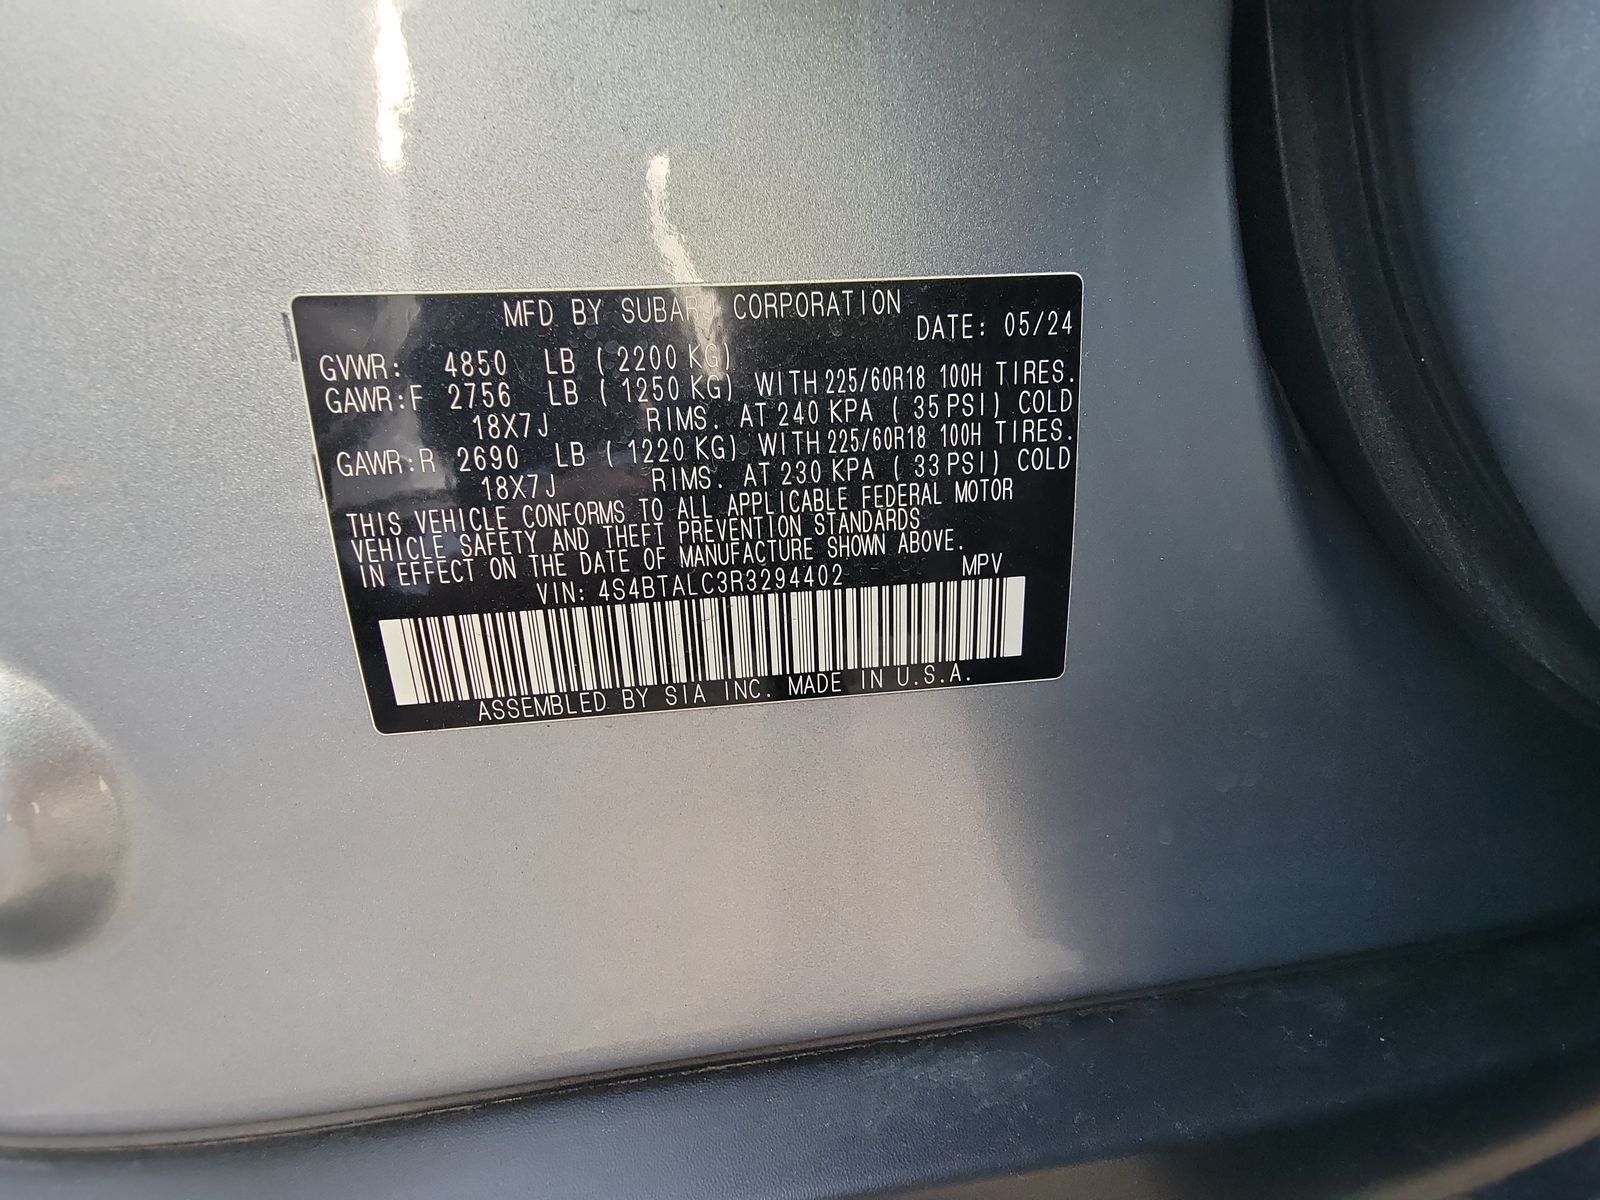 MFD BY SUBARU CORPORATION
DATE: 05/24
GVWR: 4850 LB ( 2200 KG)
GAWR:F 2756 LB ( 1250 KG) WITH 225/60R18 100H TIRES.
18X7J RIMS. AT 240 KPA ( 35 PSI) COLD
GAWR:R 2690 LB ( 1220 KG) WITH 225/60R18 100H TIRES.
18X7J RIMS. AT 230 KPA ( 33 PSI) COLD
THIS VEHICLE CONFORMS TO ALL APPLICABLE FEDERAL MOTOR
VEHICLE SAFETY AND THEFT PREVENTION STANDARDS
IN EFFECT ON THE DATE OF MANUFACTURE SHOWN ABOVE.
VIN: 4S4BTALC3R3294402 MPV
ASSEMBLED BY SIA INC. MADE IN U.S.A.